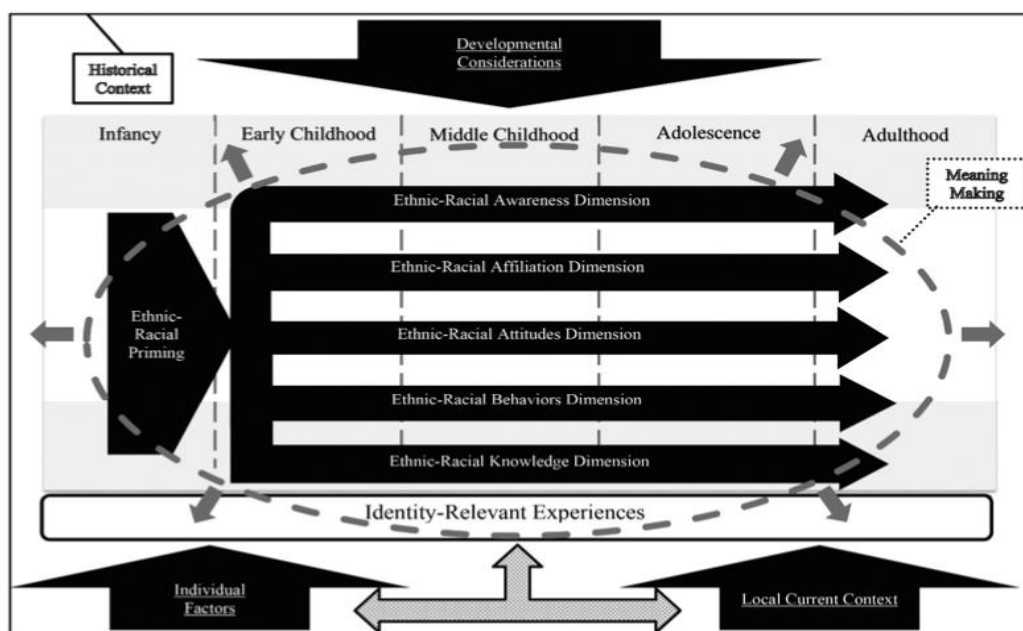 Developmental
Considerations
Historical
Context
Infancy
Early Childhood
Middle Childhood
Adolescence
Adulthood
Meaning
Making
Ethnic-Racial Awareness Dimension
Ethnic-Racial Affiliation Dimension
Ethnic-
Racial
Priming
Ethnic-Racial Attitudes Dimension
Ethnic-Racial Behaviors Dimension
Ethnic-Racial Knowledge Dimension
Identity-Relevant Experiences
Individual
Factors
Local Current Context